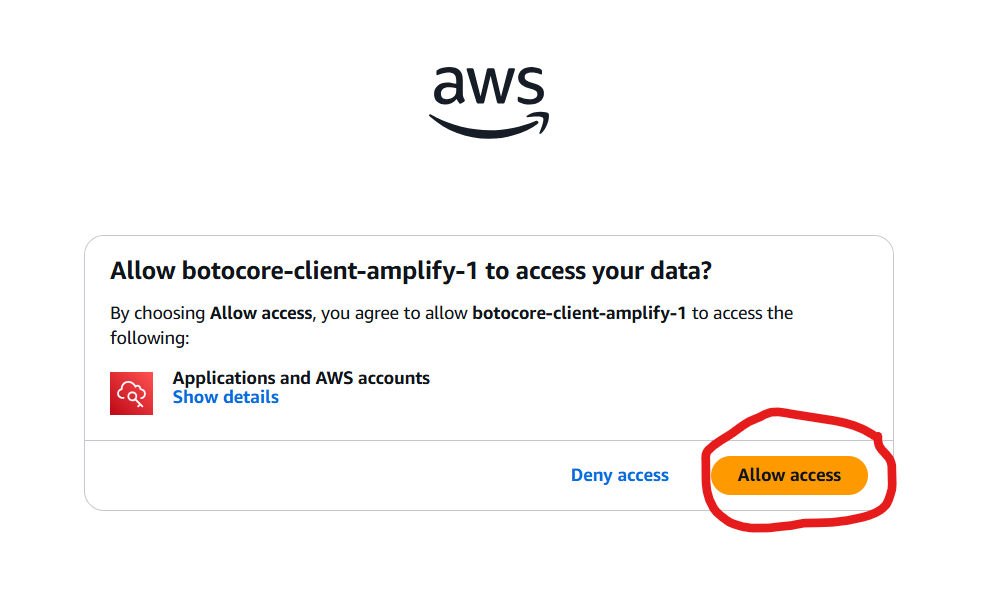 aws
Allow botocore-client-amplify-1 to access your data?
By choosing Allow access, you agree to allow botocore-client-amplify-1 to access the
following:
Applications and AWS accounts
Show details
Deny access
Allow access